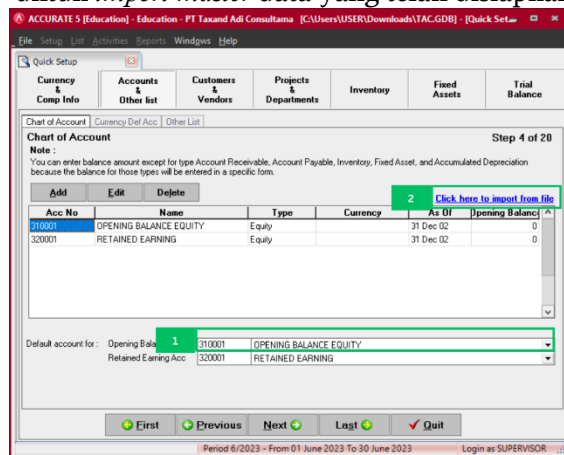 untuk import master data yang telah disiapkan
ACCURATE 5 [Education] - Education - PT Taxand Adi Consultama [C:\Users\USER\Downloads\TAC.GDB] - [Quick Set
File Setup List Activities Reports Windows Help
Quick Setup
Currency & Comp Info
Accounts & Other list
Customers & Vendors
Projects & Departments
Inventory
Fixed Assets
Trial Balance
Chart of Account Currency Def Acc Other List
Chart of Account Step 4 of 20
Note :
You can enter balance amount except for type Account Receivable, Account Payable, Inventory, Fixed Asset, and Accumulated Depreciation
because the balance for those types will be entered in a specific form.
Add Edit Delete 2 Click here to import from file
Acc No Name Type Currency As Of Opening Balanc
310001 OPENING BALANCE EQUITY Equity 31 Dec 02 0
320001 RETAINED EARNING Equity 31 Dec 02 0
Default account for : Opening Bala 1 310001 OPENING BALANCE EQUITY
Retained Earning Acc 320001 RETAINED EARNING
First Previous Next Last Quit
Period 6/2023 - From 01 June 2023 To 30 June 2023 Login as SUPERVISOR